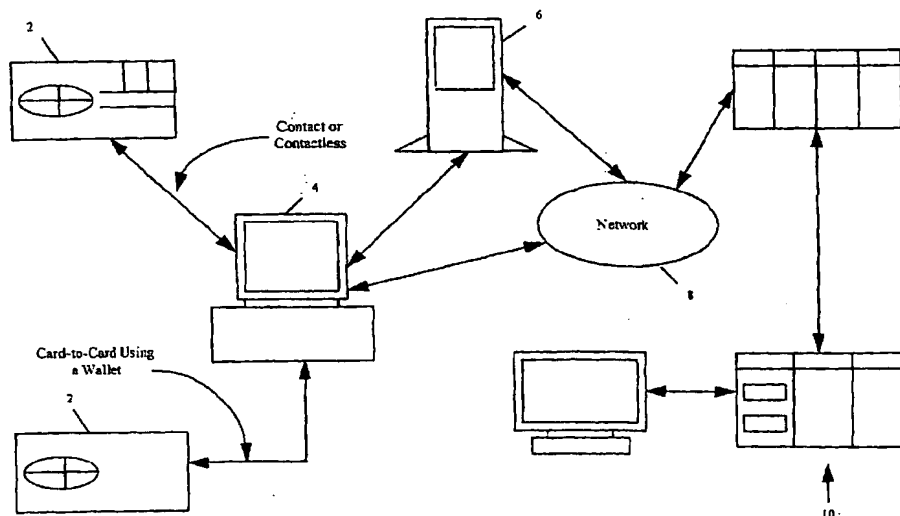 2
6
Contact or
Contactless
4
Network
8
Card-to-Card Using
a Wallet
2
10